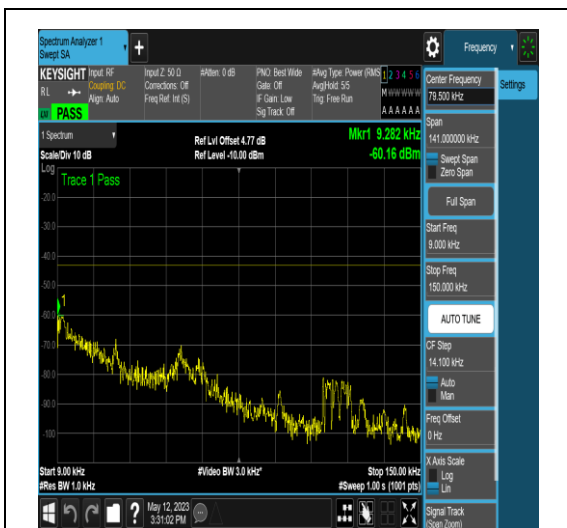 Spectrum Analyzer 1
Swept SA
+
Frequency
Settings
KEYSIGHT
RL
PASS
Input: RF
Coupling: DC
Align: Auto
Input Z: 50 Ω
Corrections: Off
Freq Ref: Int (S)
#Atten: 0 dB
PNO: Best Wide
Gate: Off
IF Gain: Low
Sig Track: Off
#Avg Type: Power (RMS
Avg|Hold: 5/5
Trig: Free Run
1 2 3 4 5 6
M W W W W W
A A A A A A
1 Spectrum
Scale/Div 10 dB
Ref Lvl Offset 4.77 dB
Ref Level -10.00 dBm
Mkr1 9.282 kHz
-60.16 dBm
Log
Trace 1 Pass
-20.0
-30.0
-40.0
-50.0
-60.0
-70.0
-80.0
-90.0
-100
1
Start 9.00 kHz
#Res BW 1.0 kHz
#Video BW 3.0 kHz*
Stop 150.00 kHz
#Sweep 1.00 s (1001 pts)
Center Frequency
79.500 kHz
Span
141.000000 kHz
Swept Span
Zero Span
Full Span
Start Freq
9.000 kHz
Stop Freq
150.000 kHz
AUTO TUNE
CF Step
14.100 kHz
Auto
Man
Freq Offset
0 Hz
X Axis Scale
Log
Lin
Signal Track
(Span Zoom)
?
May 12, 2023
3:31:02 PM